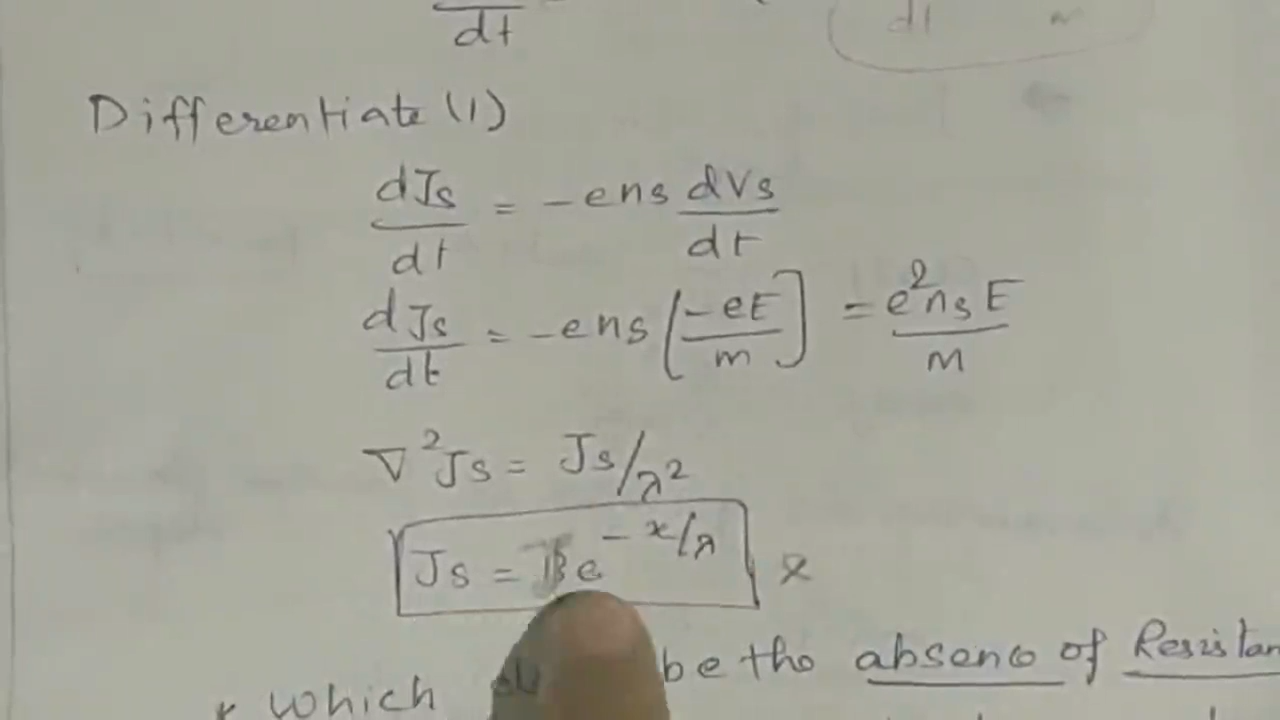 dt
dt
Differentiate (1)
dJs/dt = -ens dVs/dt
dJs/dt = -ens [-eE/m] = e²nsE/m
∇²Js = Js/λ²
Js = Be^-x/λ
* which be the absence of Resistan